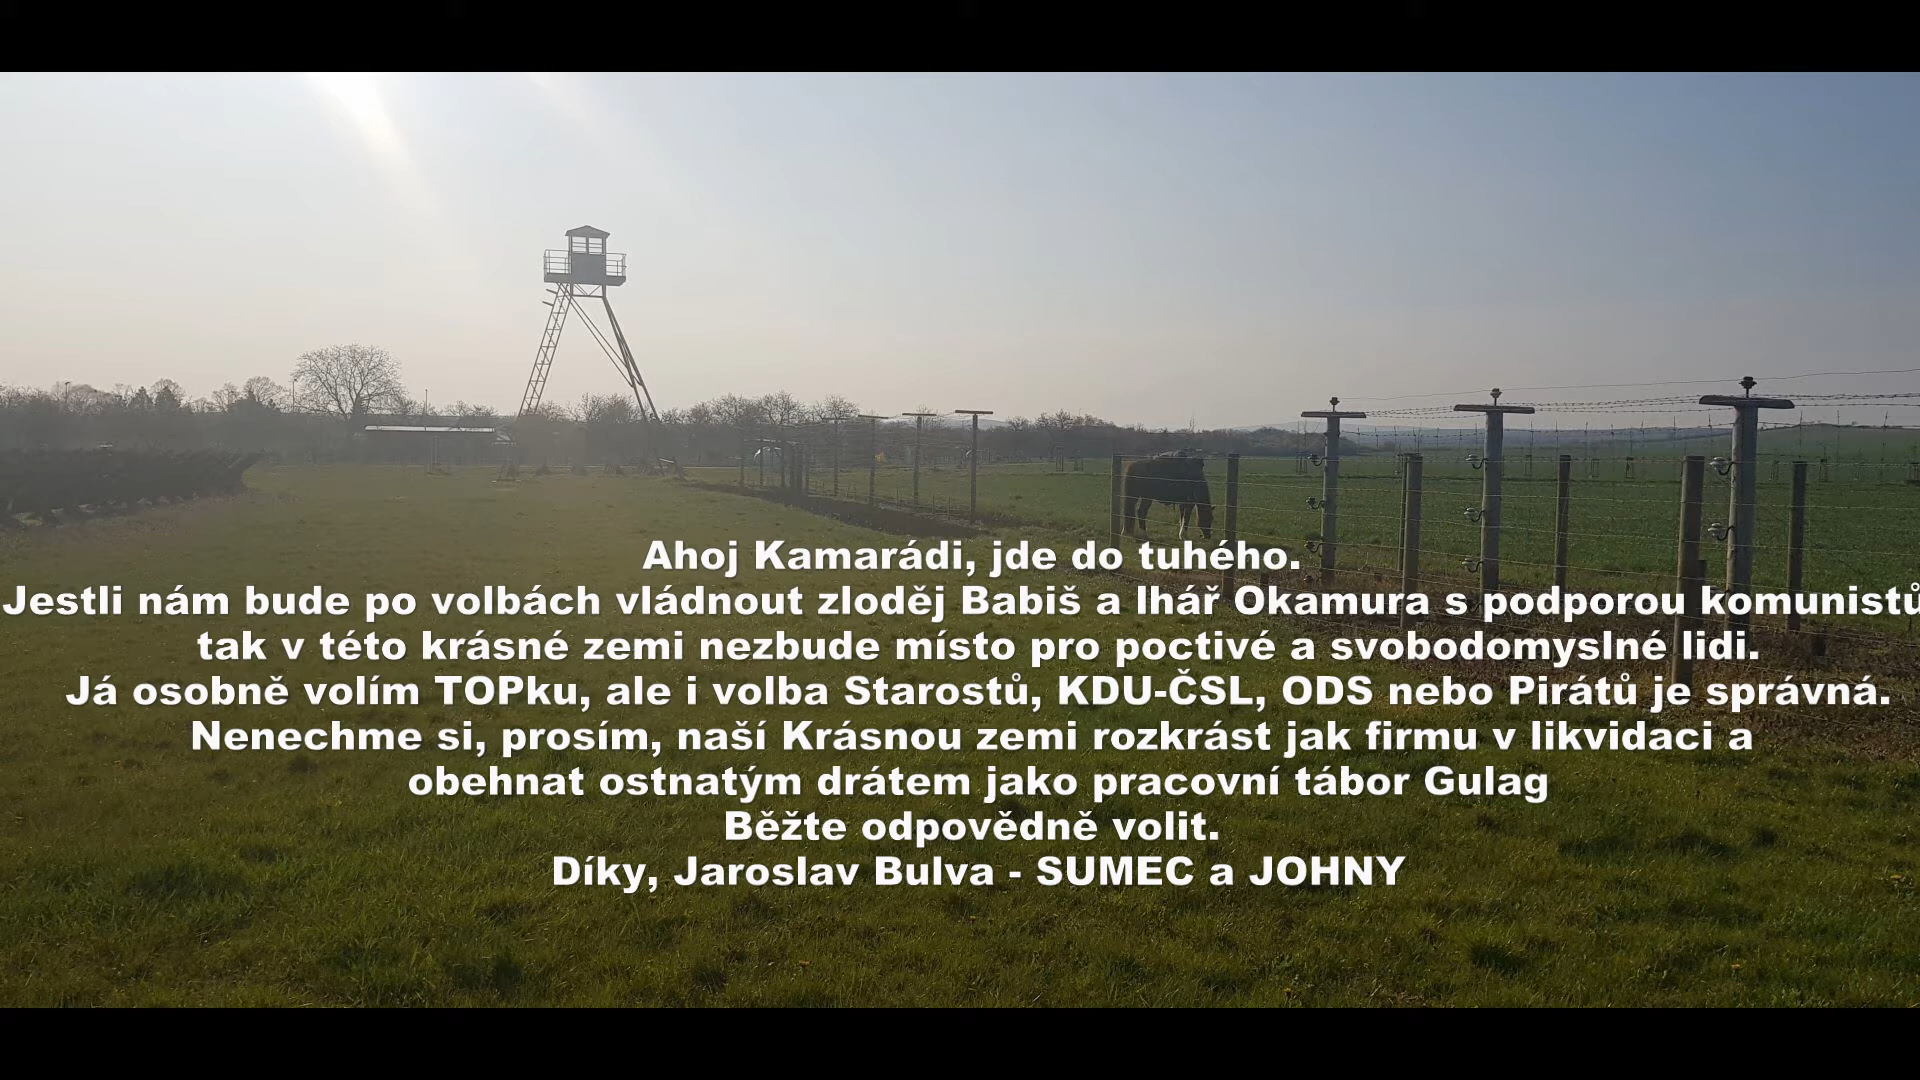 Ahoj Kamarádi, jde do tuhého.
Jestli nám bude po volbách vládnout zloděj Babiš a lhář Okamura s podporou komunistů
tak v této krásné zemi nezbude místo pro poctivé a svobodomyslné lidi.
Já osobně volím TOPku, ale i volba Starostů, KDU-ČSL, ODS nebo Pirátů je správná.
Nenechme si, prosím, naší Krásnou zemi rozkrást jak firmu v likvidaci a
obehnat ostnatým drátem jako pracovní tábor Gulag
Běžte odpovědně volit.
Díky, Jaroslav Bulva - SUMEC a JOHNY